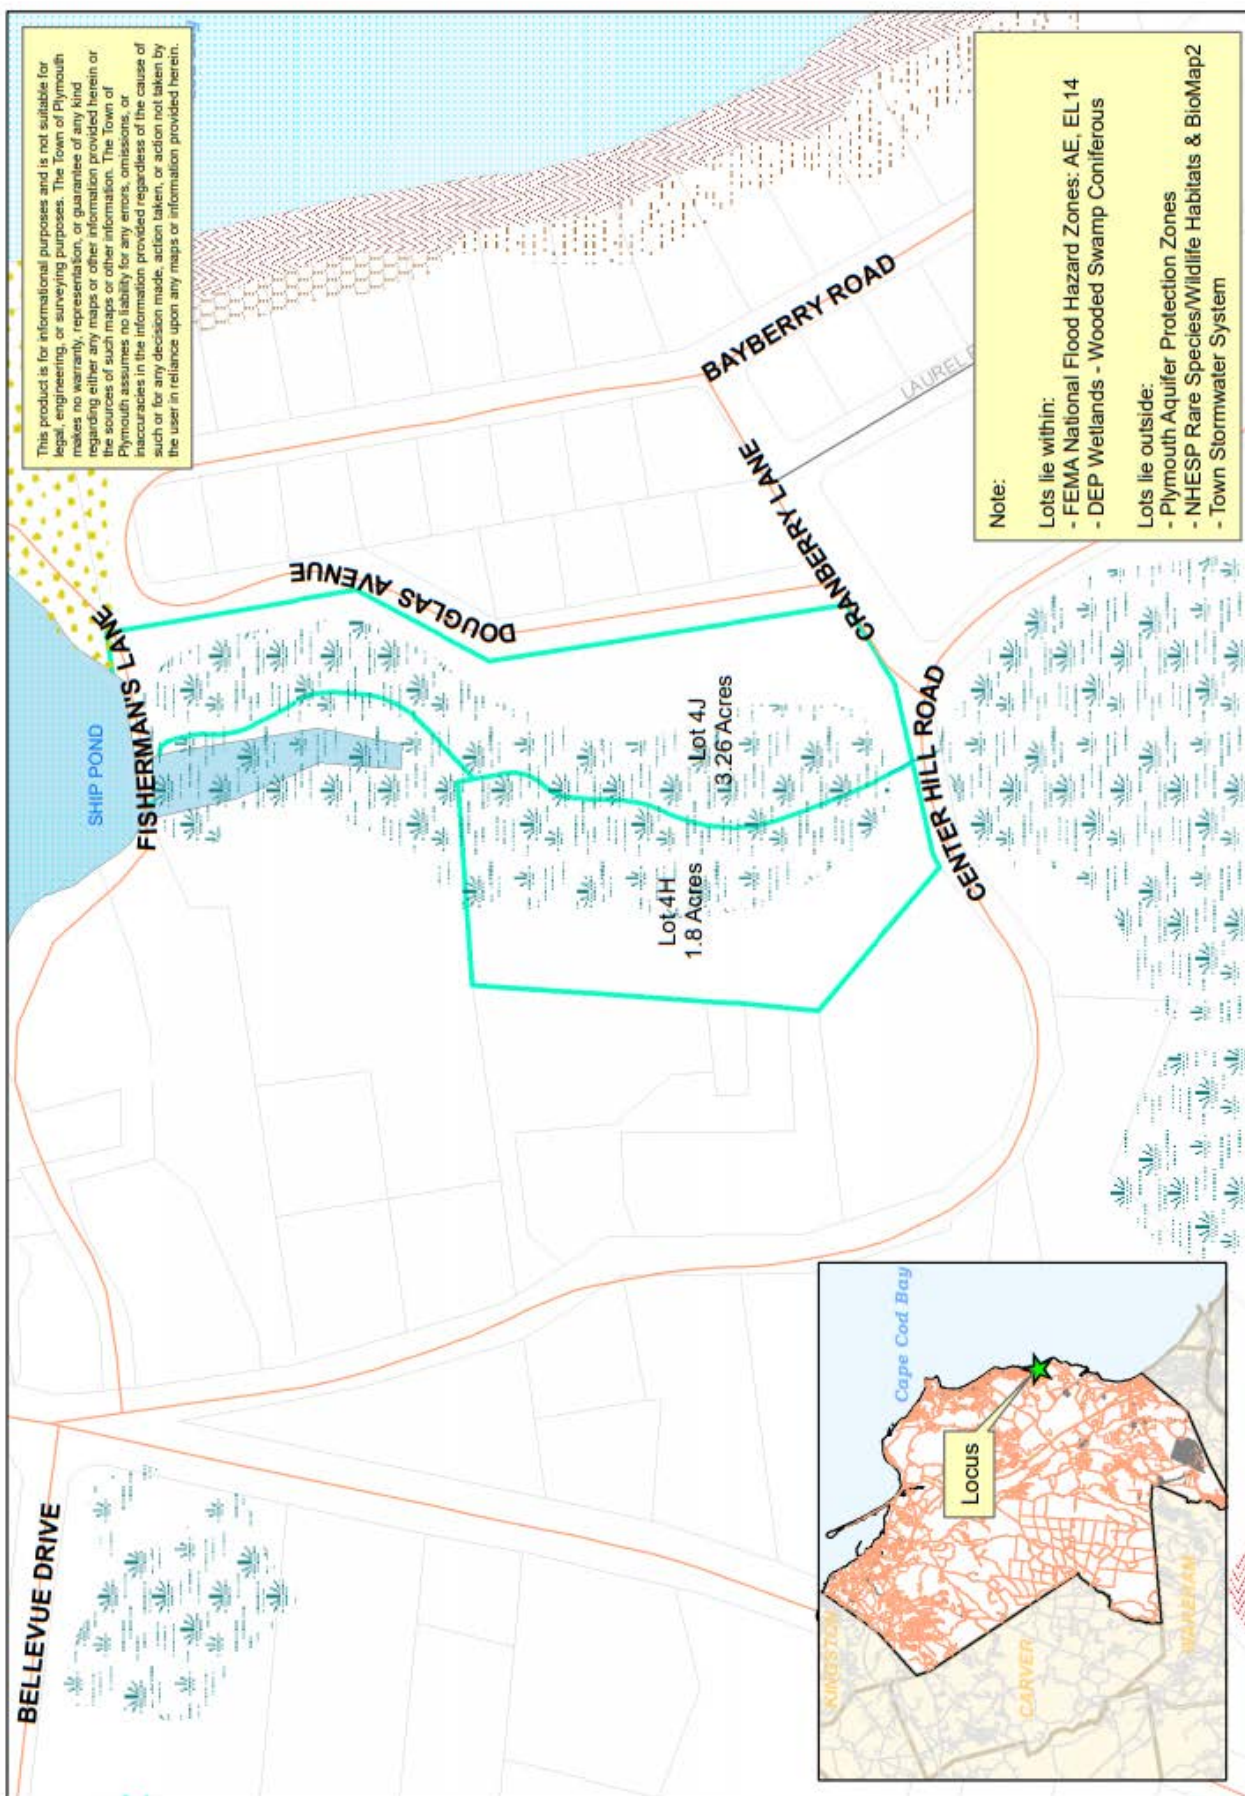 This product is for informational purposes and is not suitable for
legal, engineering, or surveying purposes. The Town of Plymouth
makes no warranty, representation, or guarantee of any kind
regarding either any maps or other information provided herein or
the sources of such maps or other information. The Town of
Plymouth assumes no liability for any errors, omissions, or
inaccuracies in the information provided regardless of the cause of
such or for any decision made, action taken, or action not taken by
the user in reliance upon any maps or information provided herein.
SHIP POND
FISHERMAN'S LANE
DOUGLAS AVENUE
BAYBERRY ROAD
CRANBERRY LANE
CENTER HILL ROAD
BELLEVUE DRIVE
Lot 4J
3.26 Acres
Lot 4H
1.8 Acres
Note:
Lots lie within:
- FEMA National Flood Hazard Zones: AE, EL14
- DEP Wetlands - Wooded Swamp Coniferous
Lots lie outside:
- Plymouth Aquifer Protection Zones
- NHESP Rare Species/Wildlife Habitats & BioMap2
- Town Stormwater System
Cape Cod Bay
Locus
KINGSTON
CARVER
WAREHAM